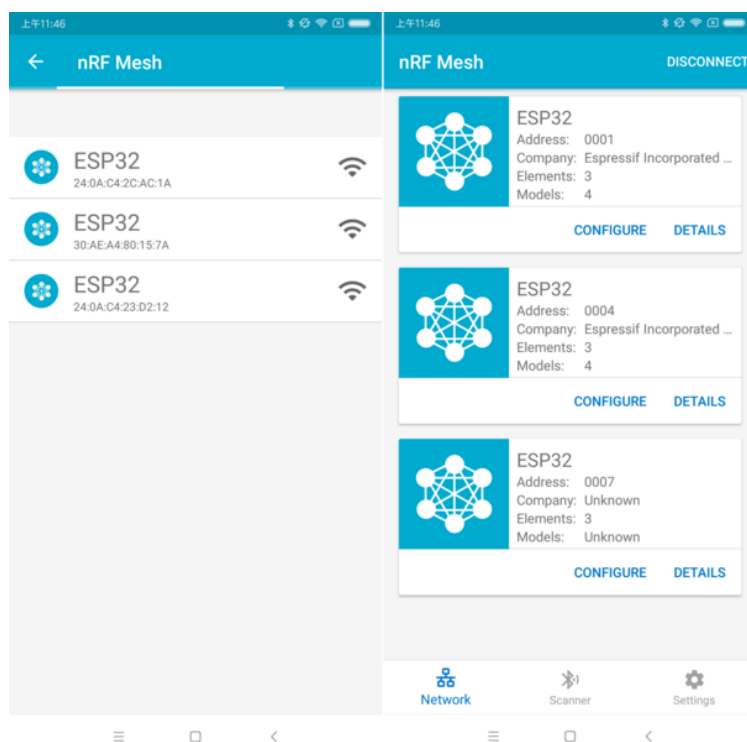 上午11:46
nRF Mesh
ESP32
24:0A:C4:2C:AC:1A
ESP32
30:AE:A4:80:15:7A
ESP32
24:0A:C4:23:D2:12
上午11:46
nRF Mesh DISCONNECT
ESP32
Address: 0001
Company: Espressif Incorporated ...
Elements: 3
Models: 4
CONFIGURE DETAILS
ESP32
Address: 0004
Company: Espressif Incorporated ...
Elements: 3
Models: 4
CONFIGURE DETAILS
ESP32
Address: 0007
Company: Unknown
Elements: 3
Models: Unknown
CONFIGURE DETAILS
Network Scanner Settings